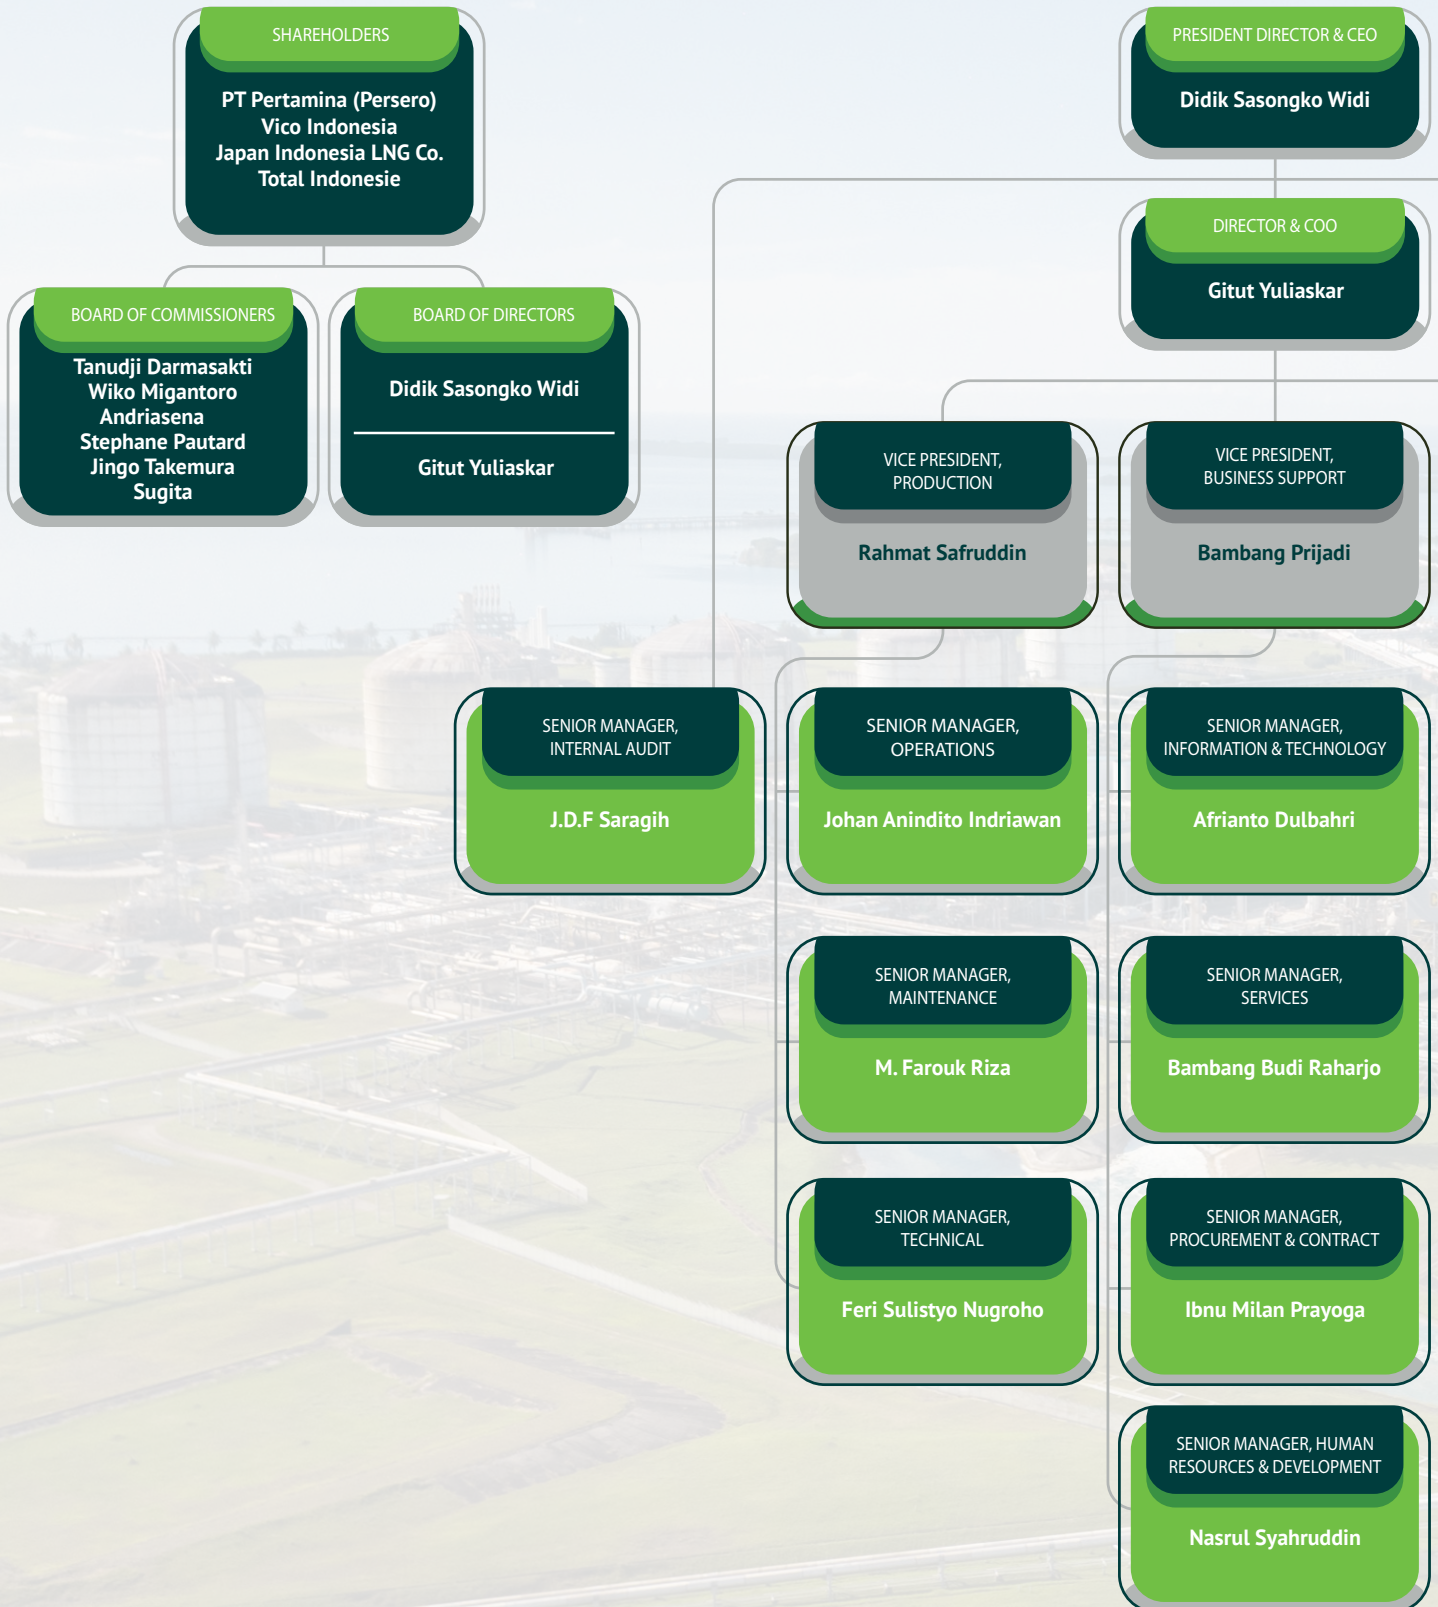 SHAREHOLDERS
PT Pertamina (Persero)
Vico Indonesia
Japan Indonesia LNG Co.
Total Indonesie
BOARD OF COMMISSIONERS
Tanudji Darmasakti
Wiko Migantoro
Andriasena
Stephane Pautard
Jingo Takemura
Sugita
BOARD OF DIRECTORS
Didik Sasongko Widi
Gitut Yuliaskar
PRESIDENT DIRECTOR & CEO
Didik Sasongko Widi
DIRECTOR & COO
Gitut Yuliaskar
VICE PRESIDENT,
PRODUCTION
Rahmat Safruddin
VICE PRESIDENT,
BUSINESS SUPPORT
Bambang Prijadi
SENIOR MANAGER,
INTERNAL AUDIT
J.D.F Saragih
SENIOR MANAGER,
OPERATIONS
Johan Anindito Indriawan
SENIOR MANAGER,
INFORMATION & TECHNOLOGY
Afrianto Dulbahri
SENIOR MANAGER,
MAINTENANCE
M. Farouk Riza
SENIOR MANAGER,
SERVICES
Bambang Budi Raharjo
SENIOR MANAGER,
TECHNICAL
Feri Sulistyo Nugroho
SENIOR MANAGER,
PROCUREMENT & CONTRACT
Ibnu Milan Prayoga
SENIOR MANAGER, HUMAN
RESOURCES & DEVELOPMENT
Nasrul Syahruddin